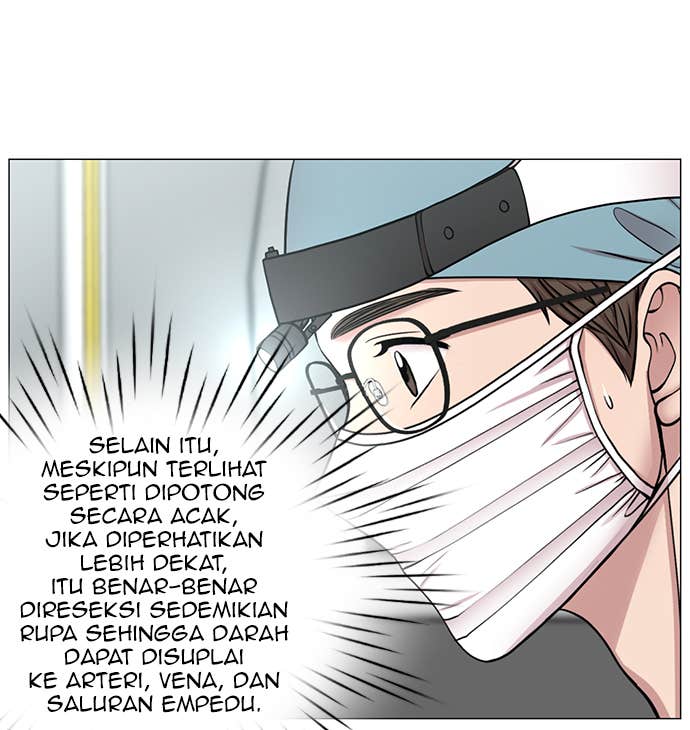 SELAIN ITU,
MESKIPUN TERLIHAT
SEPERTI DIPOTONG
SECARA ACAK,
JIKA DIPERHATIKAN
LEBIH DEKAT,
ITU BENAR-BENAR
DIRESEKSI SEDEMIKIAN
RUPA SEHINGGA DARAH
DAPAT DISUPLAI
KE ARTERI, VENA, DAN
SALURAN EMPEDU.